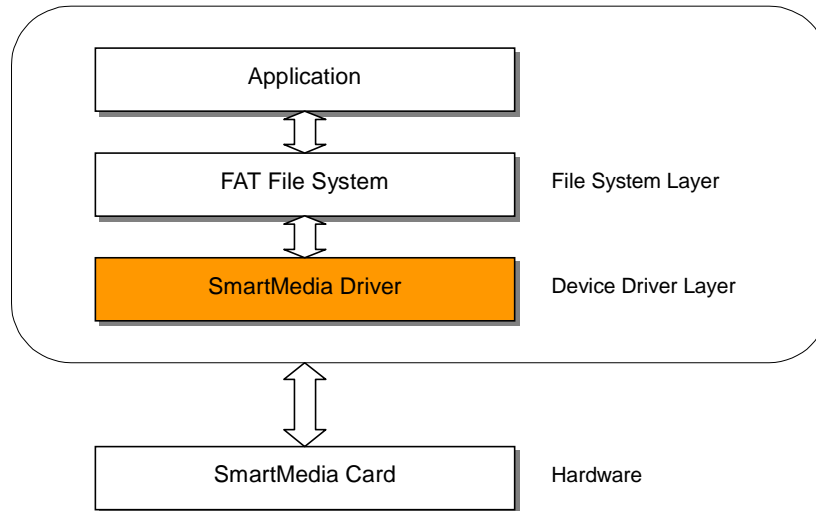 Application
FAT File System
File System Layer
SmartMedia Driver
Device Driver Layer
SmartMedia Card
Hardware